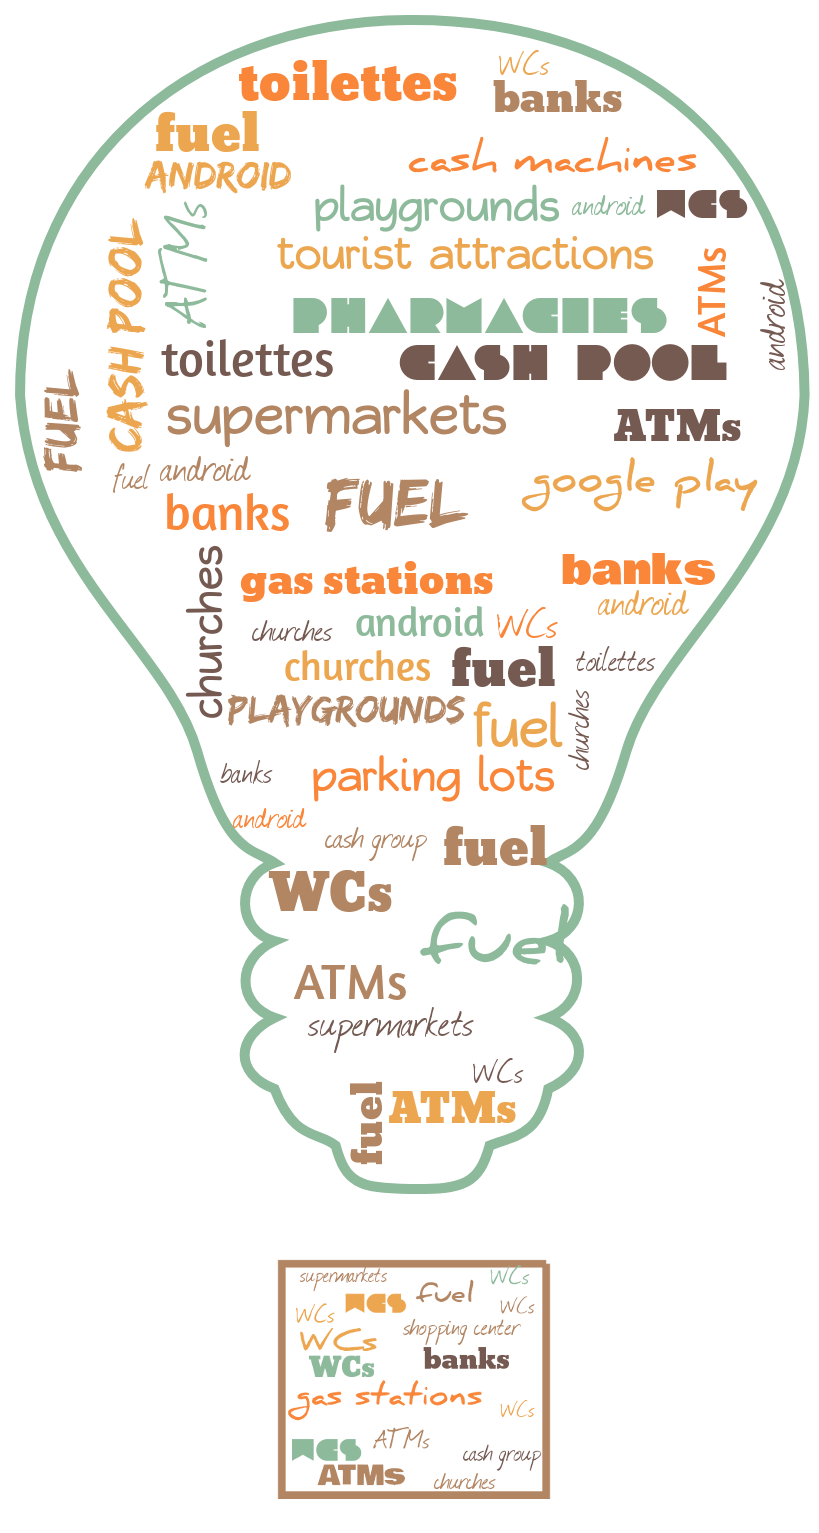 toilettes
WCs
banks
fuel
ANDROID
cash machines
playgrounds
android
WCS
ATMs
CASH POOL
tourist attractions
ATMs
android
PHARMACIES
toilettes
CASH POOL
FUEL
supermarkets
ATMs
fuel
android
google play
banks
FUEL
churches
gas stations
banks
android
churches
android
WCs
churches
fuel
toilettes
PLAYGROUNDS
fuel
churches
banks
parking lots
android
cash group
fuel
WCs
fuel
ATMs
supermarkets
WCs
fuel
ATMs
supermarkets
WCs
fuel
WCS
WCs
WCs
shopping center
WCs
WCs
banks
gas stations
WCs
ATMs
WCS
cash group
ATMs
churches